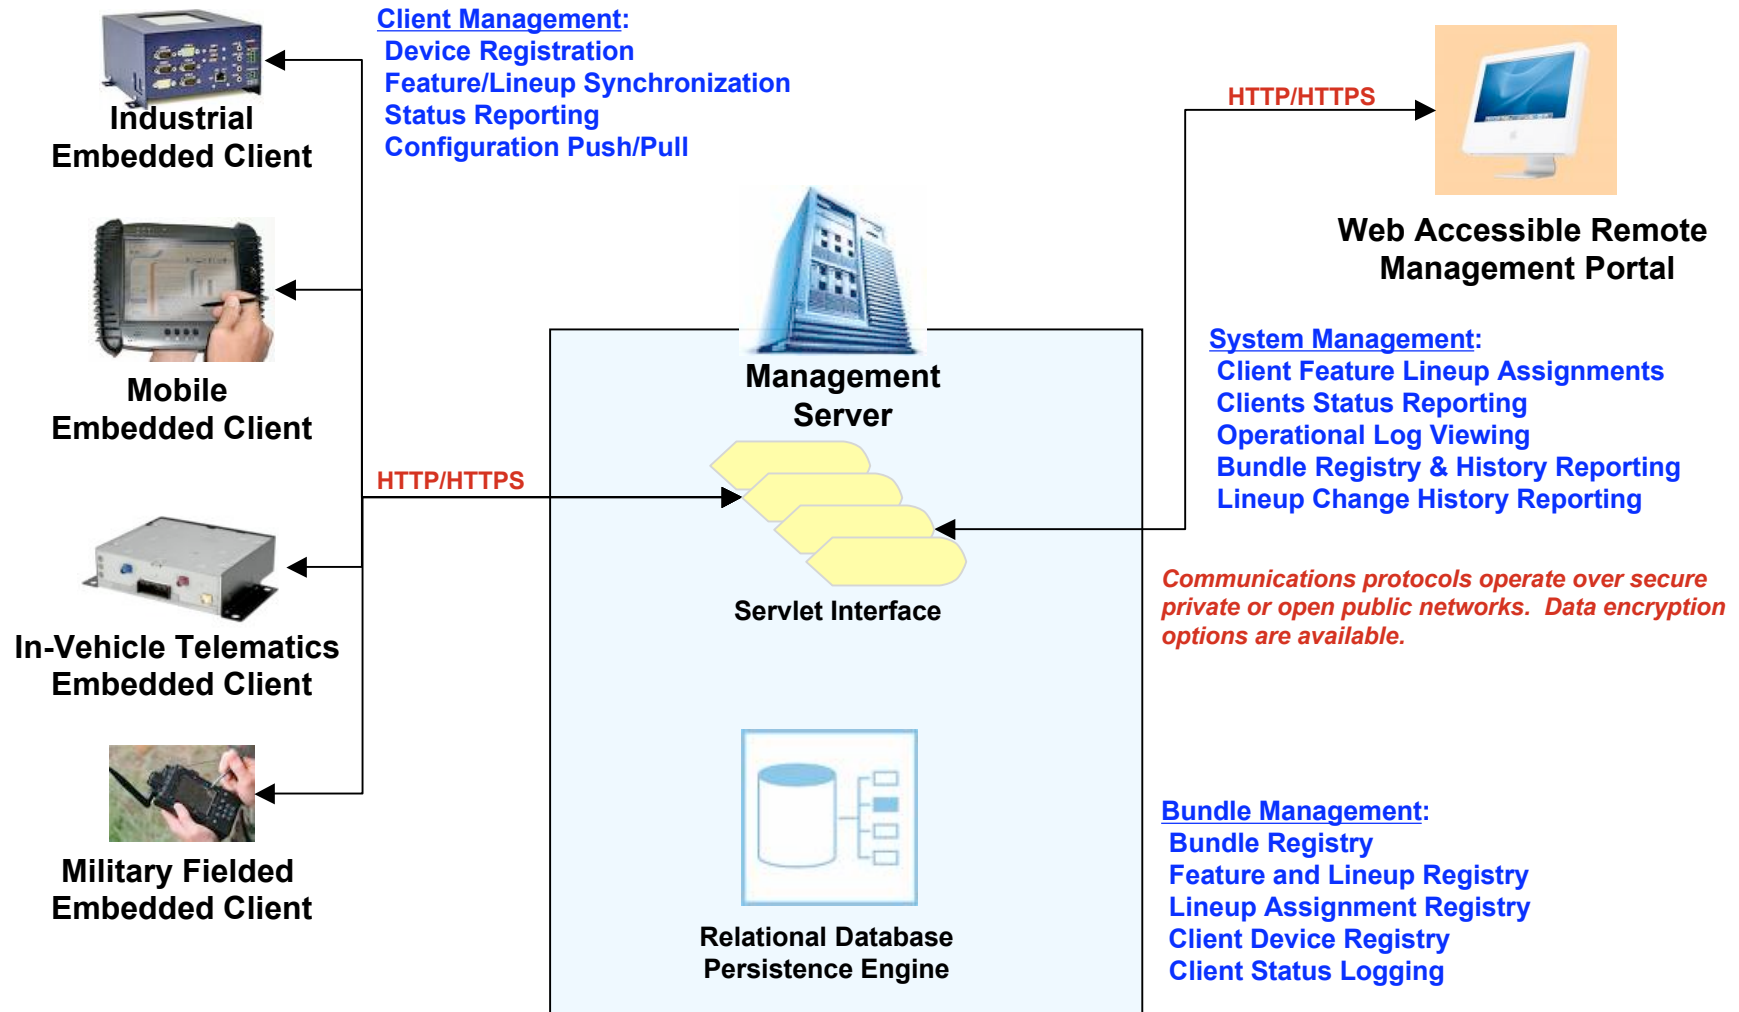 Client Management:
Device Registration
Feature/Lineup Synchronization
Status Reporting
Configuration Push/Pull
Industrial
Embedded Client
Mobile
Embedded Client
In-Vehicle Telematics
Embedded Client
Military Fielded
Embedded Client
HTTP/HTTPS
Management
Server
Servlet Interface
Relational Database
Persistence Engine
HTTP/HTTPS
Web Accessible Remote
Management Portal
System Management:
Client Feature Lineup Assignments
Clients Status Reporting
Operational Log Viewing
Bundle Registry & History Reporting
Lineup Change History Reporting
Communications protocols operate over secure
private or open public networks.  Data encryption
options are available.
Bundle Management:
Bundle Registry
Feature and Lineup Registry
Lineup Assignment Registry
Client Device Registry
Client Status Logging